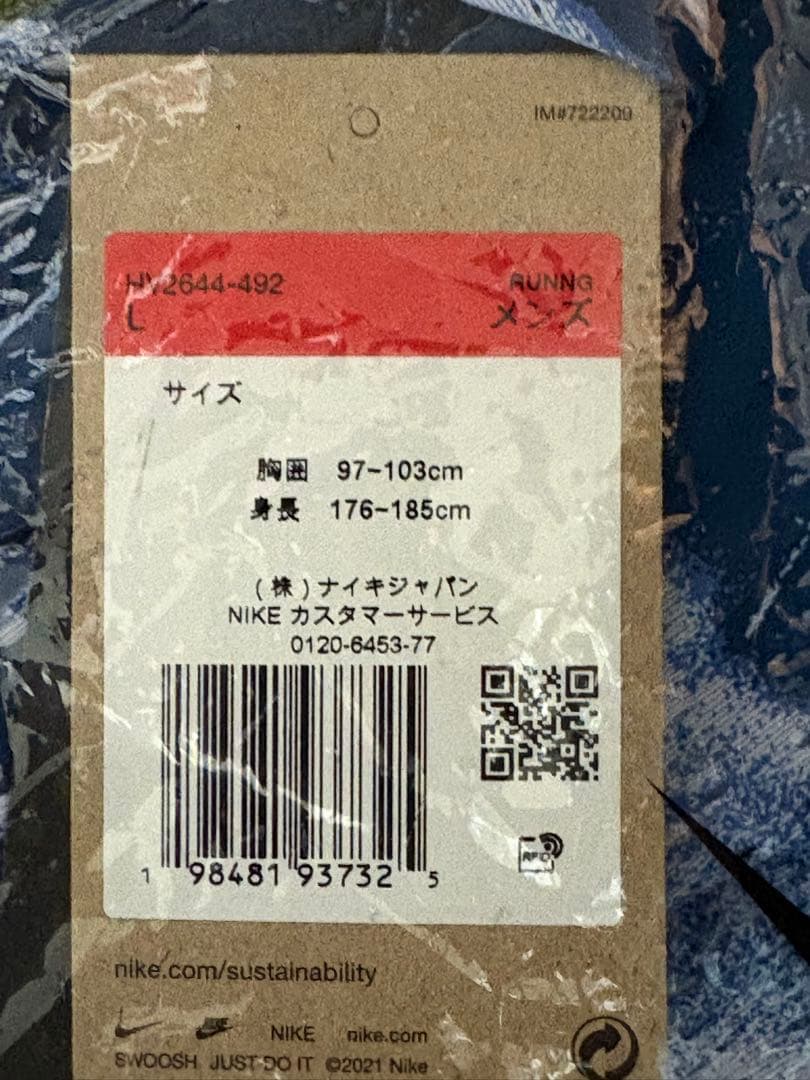 IM#722209
HV2644-492
RUNNG
L
メンズ
サイズ
胸囲 97-103cm
身長 176-185cm
(株)ナイキジャパン
NIKE カスタマーサービス
0120-6453-77
1 98481 93732 5
RFID
nike.com/sustainability
NIKE nike.com
SWOOSH JUST DO IT ©2021 Nike